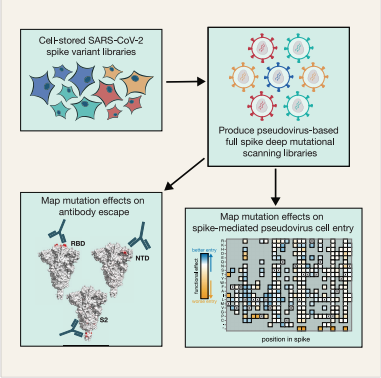 Cell-stored SARS-CoV-2
spike variant libraries
Produce pseudovirus-based
full spike deep mutational
scanning libraries
Map mutation effects on
antibody escape
RBD
NTD
S2
Map mutation effects on
spike-mediated pseudovirus cell entry
better entry
functional effect
worse entry
position in spike